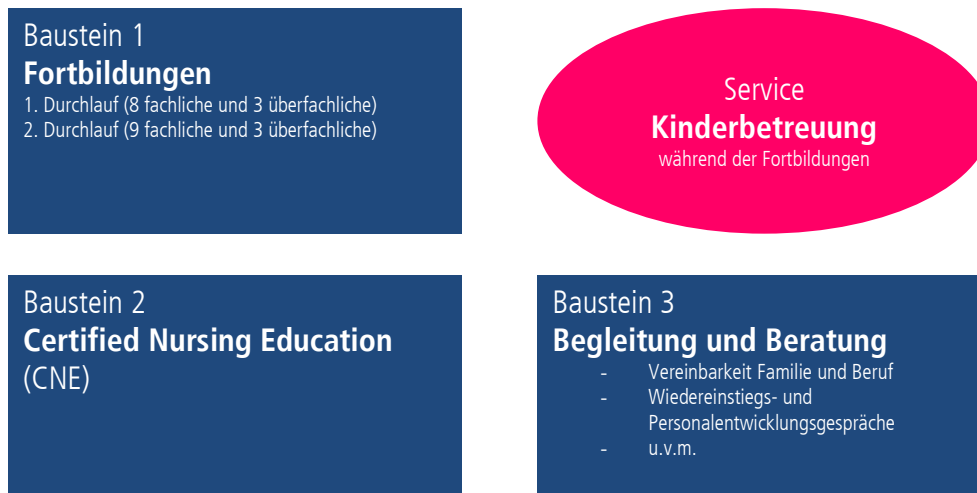 Baustein 1
Fortbildungen
1. Durchlauf (8 fachliche und 3 überfachliche)
2. Durchlauf (9 fachliche und 3 überfachliche)
Service
Kinderbetreuung
während der Fortbildungen
Baustein 2
Certified Nursing Education
(CNE)
Baustein 3
Begleitung und Beratung
- Vereinbarkeit Familie und Beruf
- Wiedereinstiegs- und
Personalentwicklungsgespräche
- u.v.m.